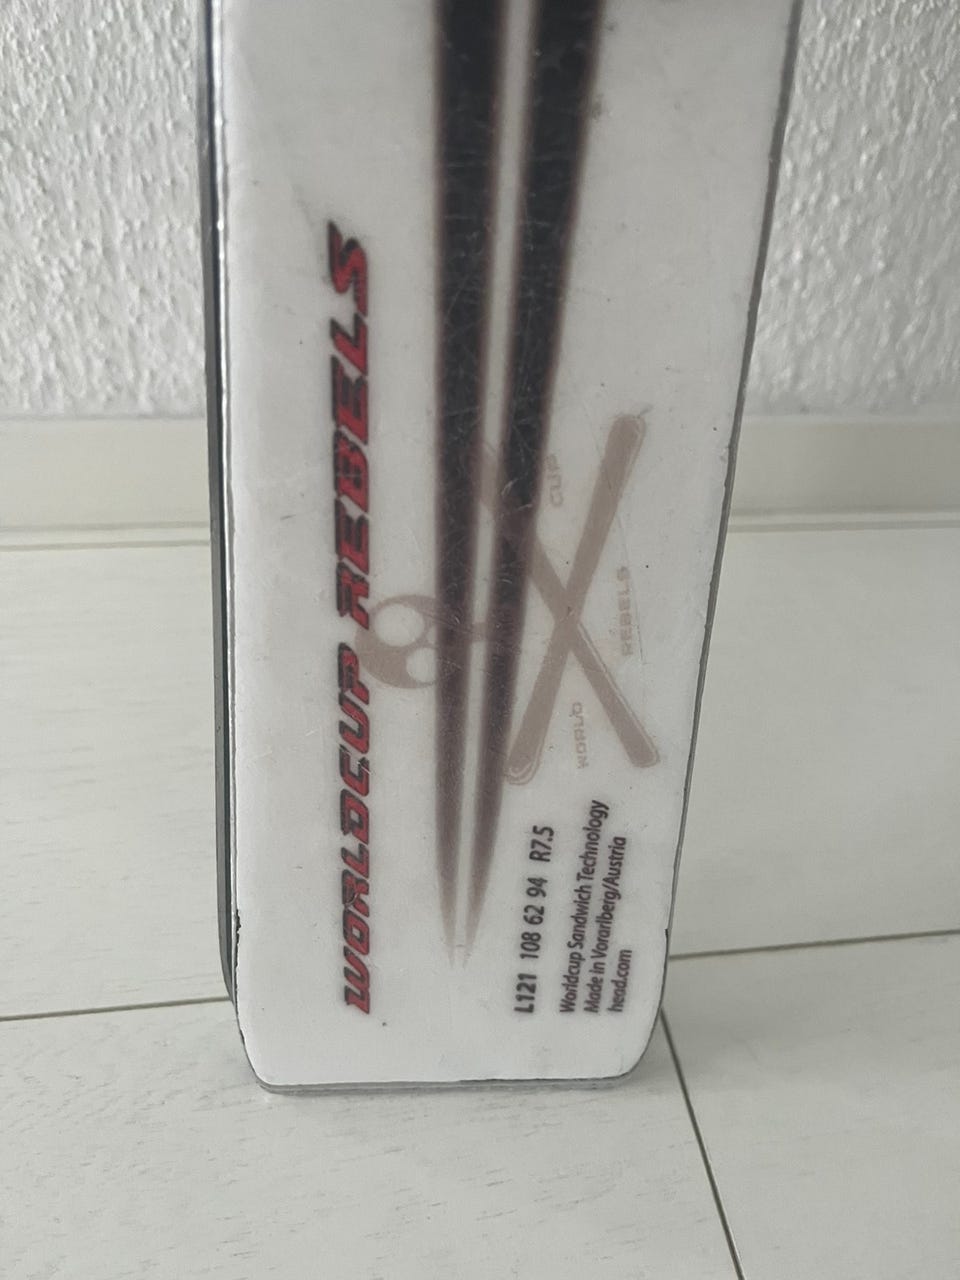 WORLDCUP REBELS
CUP
REBELS
WORLD
L121 108 62 94 R7.5
Worldcup Sandwich Technology
Made in Vorarlberg/Austria
head.com